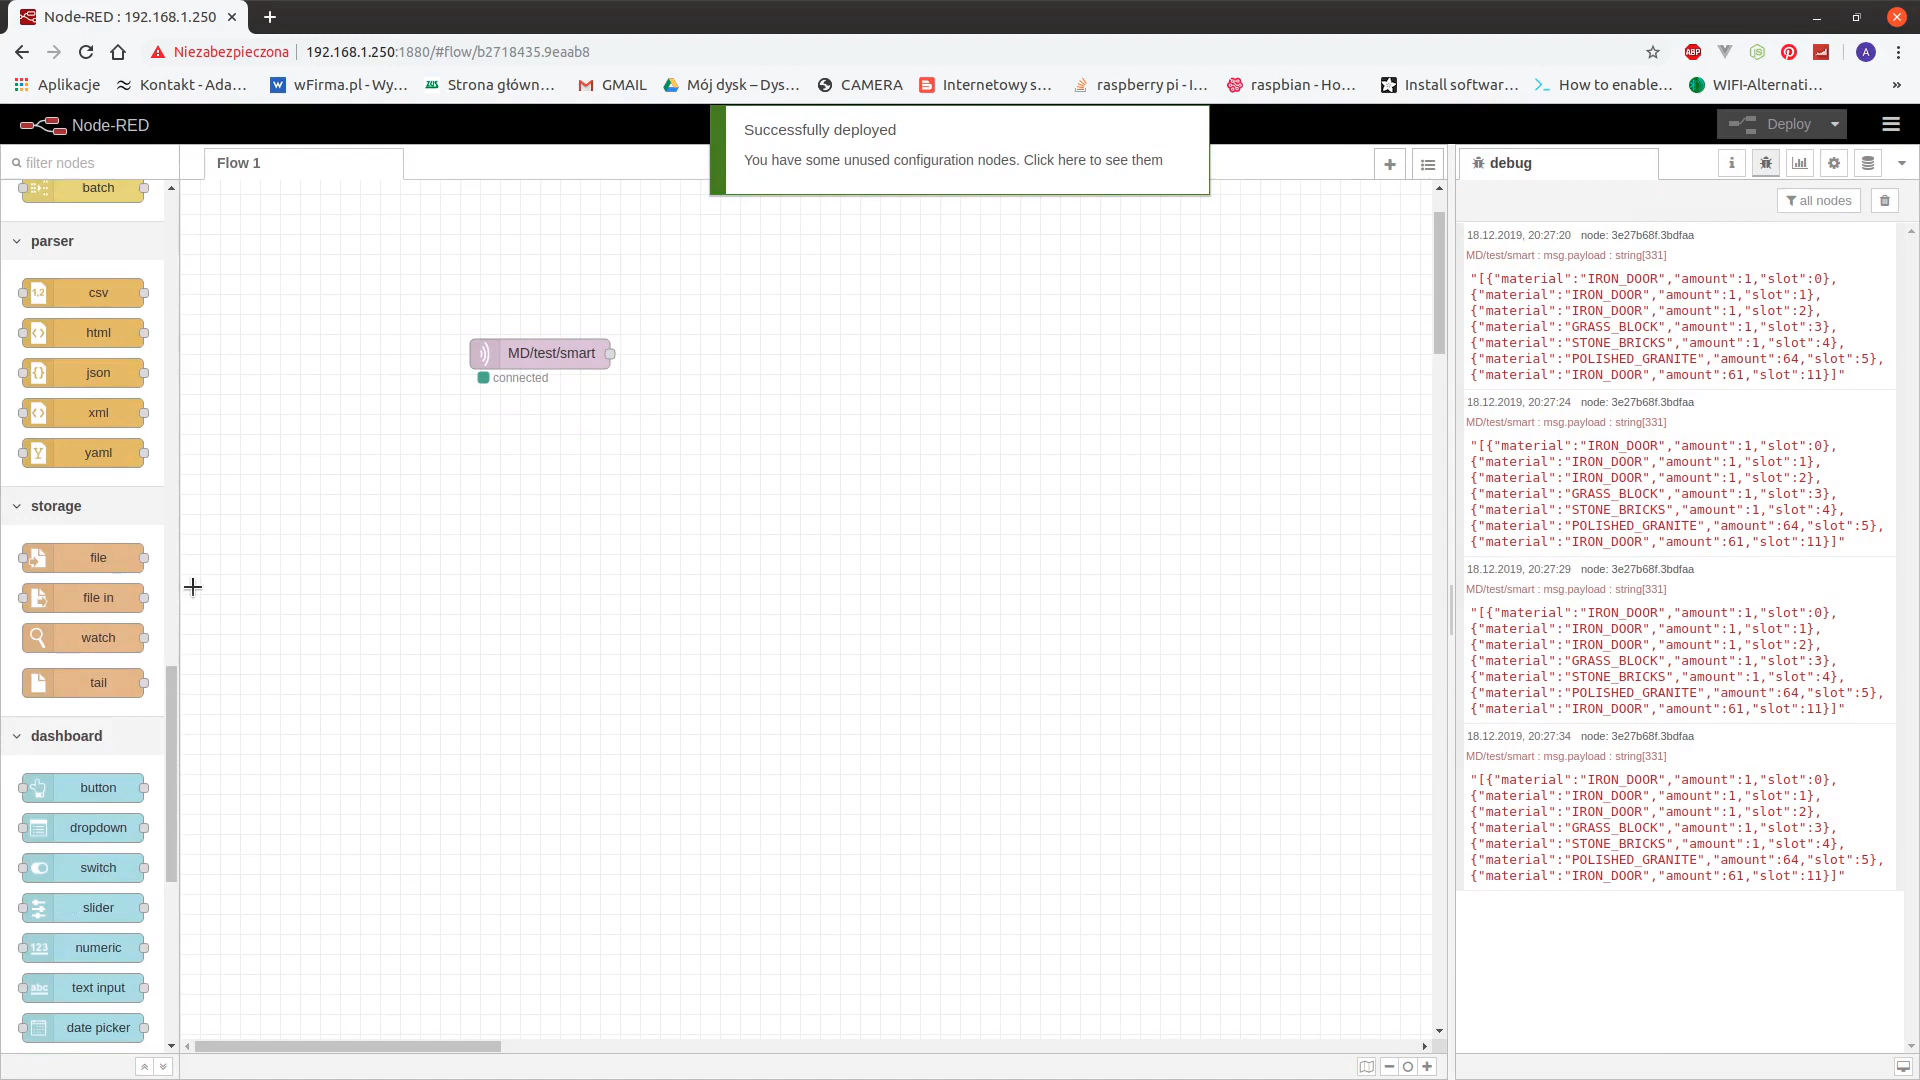 Node-RED : 192.168.1.250
Niezabezpieczona
192.168.1.250:1880/#flow/b2718435.9eaab8
ABP
A
Aplikacje
Kontakt - Ada...
wFirma.pl - Wy...
Strona główn...
GMAIL
Mój dysk – Dys...
CAMERA
Internetowy s...
raspberry pi - I...
raspbian - Ho...
Install softwar...
How to enable...
WIFI-Alternati...
»
Node-RED
Successfully deployed
You have some unused configuration nodes. Click here to see them
Deploy
filter nodes
Flow 1
debug
all nodes
batch
parser
csv
html
json
xml
yaml
storage
file
file in
watch
tail
dashboard
button
dropdown
switch
slider
numeric
text input
date picker
MD/test/smart
connected
18.12.2019, 20:27:20 node: 3e27b68f.3bdfaa
MD/test/smart : msg.payload : string[331]
"[{"material":"IRON_DOOR","amount":1,"slot":0},
{"material":"IRON_DOOR","amount":1,"slot":1},
{"material":"IRON_DOOR","amount":1,"slot":2},
{"material":"GRASS_BLOCK","amount":1,"slot":3},
{"material":"STONE_BRICKS","amount":1,"slot":4},
{"material":"POLISHED_GRANITE","amount":64,"slot":5},
{"material":"IRON_DOOR","amount":61,"slot":11}]"
18.12.2019, 20:27:24 node: 3e27b68f.3bdfaa
MD/test/smart : msg.payload : string[331]
"[{"material":"IRON_DOOR","amount":1,"slot":0},
{"material":"IRON_DOOR","amount":1,"slot":1},
{"material":"IRON_DOOR","amount":1,"slot":2},
{"material":"GRASS_BLOCK","amount":1,"slot":3},
{"material":"STONE_BRICKS","amount":1,"slot":4},
{"material":"POLISHED_GRANITE","amount":64,"slot":5},
{"material":"IRON_DOOR","amount":61,"slot":11}]"
18.12.2019, 20:27:29 node: 3e27b68f.3bdfaa
MD/test/smart : msg.payload : string[331]
"[{"material":"IRON_DOOR","amount":1,"slot":0},
{"material":"IRON_DOOR","amount":1,"slot":1},
{"material":"IRON_DOOR","amount":1,"slot":2},
{"material":"GRASS_BLOCK","amount":1,"slot":3},
{"material":"STONE_BRICKS","amount":1,"slot":4},
{"material":"POLISHED_GRANITE","amount":64,"slot":5},
{"material":"IRON_DOOR","amount":61,"slot":11}]"
18.12.2019, 20:27:34 node: 3e27b68f.3bdfaa
MD/test/smart : msg.payload : string[331]
"[{"material":"IRON_DOOR","amount":1,"slot":0},
{"material":"IRON_DOOR","amount":1,"slot":1},
{"material":"IRON_DOOR","amount":1,"slot":2},
{"material":"GRASS_BLOCK","amount":1,"slot":3},
{"material":"STONE_BRICKS","amount":1,"slot":4},
{"material":"POLISHED_GRANITE","amount":64,"slot":5},
{"material":"IRON_DOOR","amount":61,"slot":11}]"